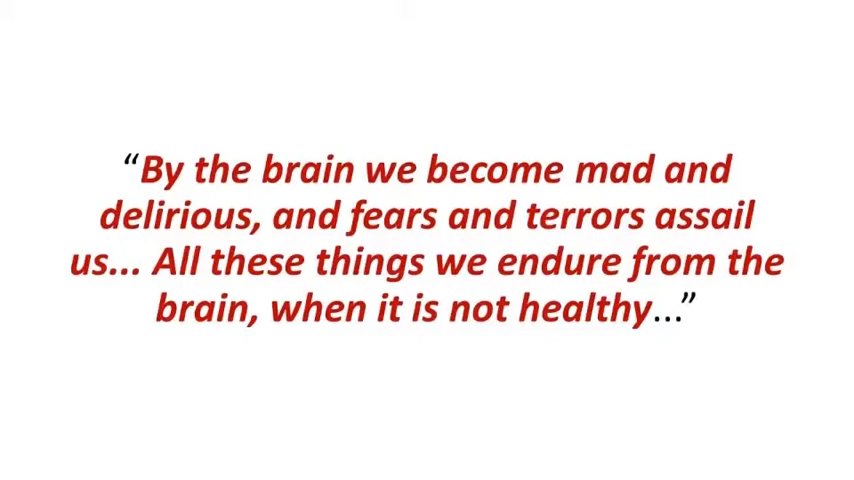 “By the brain we become mad and
delirious, and fears and terrors assail
us... All these things we endure from the
brain, when it is not healthy...”